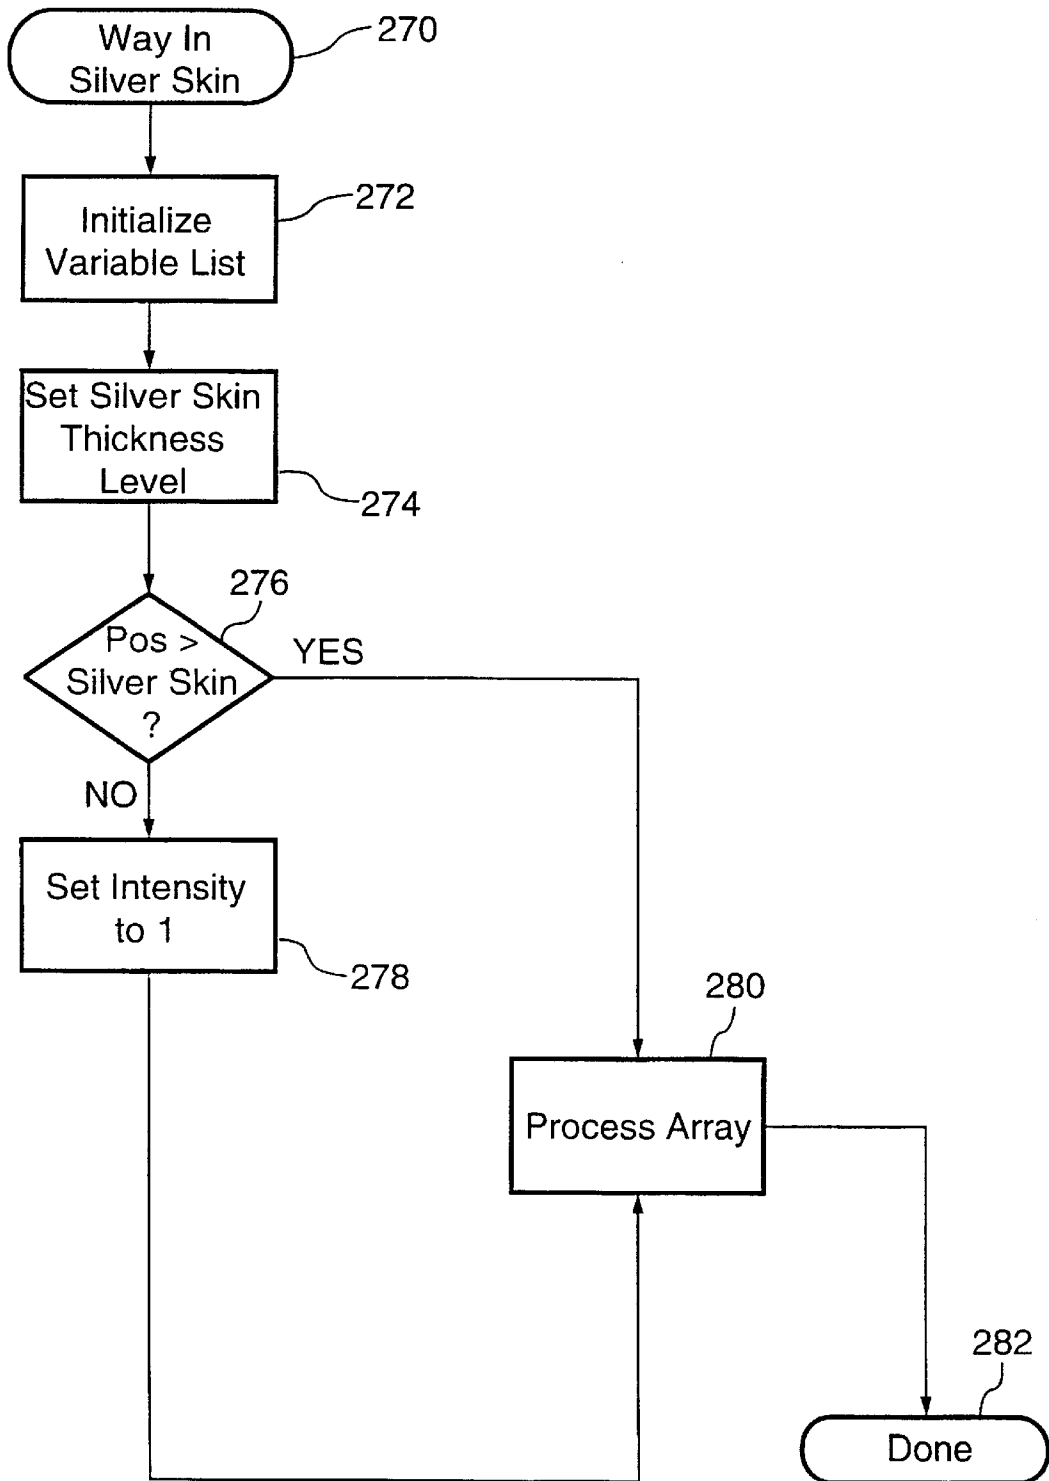 Way In
Silver Skin
270
Initialize
Variable List
272
Set Silver Skin
Thickness
Level
274
276
Pos >
Silver Skin
?
YES
NO
Set Intensity
to 1
278
280
Process Array
282
Done